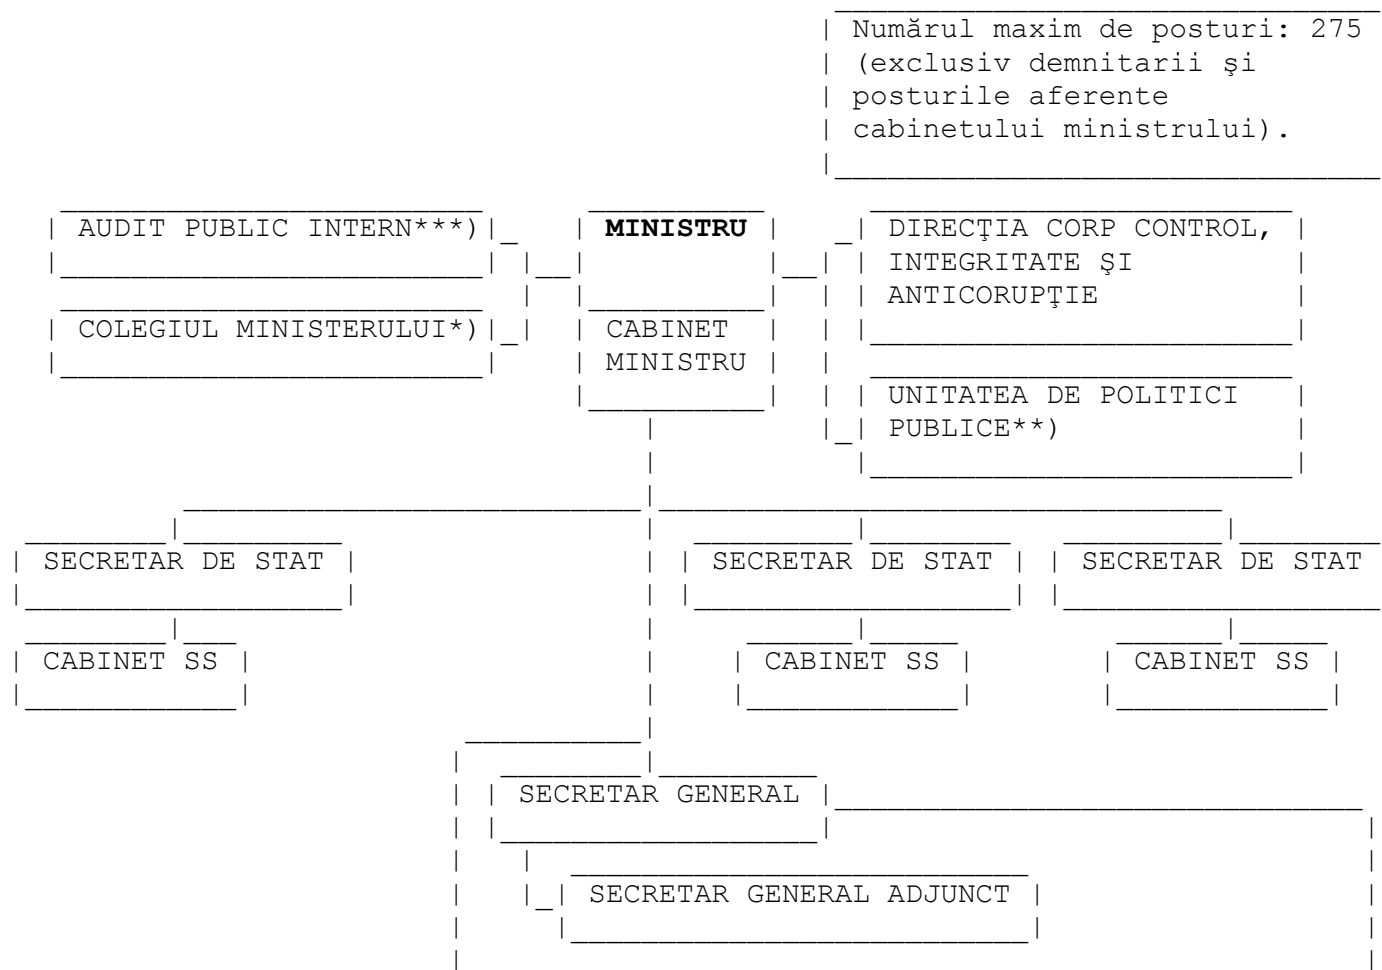 Numărul maxim de posturi: 275
(exclusiv demnitarii şi
posturile aferente
cabinetului ministrului).
AUDIT PUBLIC INTERN***)
MINISTRU
DIRECŢIA CORP CONTROL,
INTEGRITATE ŞI
ANTICORUPŢIE
COLEGIUL MINISTERULUI*)
CABINET
MINISTRU
UNITATEA DE POLITICI
PUBLICE**)
SECRETAR DE STAT
SECRETAR DE STAT
SECRETAR DE STAT
CABINET SS
CABINET SS
CABINET SS
SECRETAR GENERAL
SECRETAR GENERAL ADJUNCT